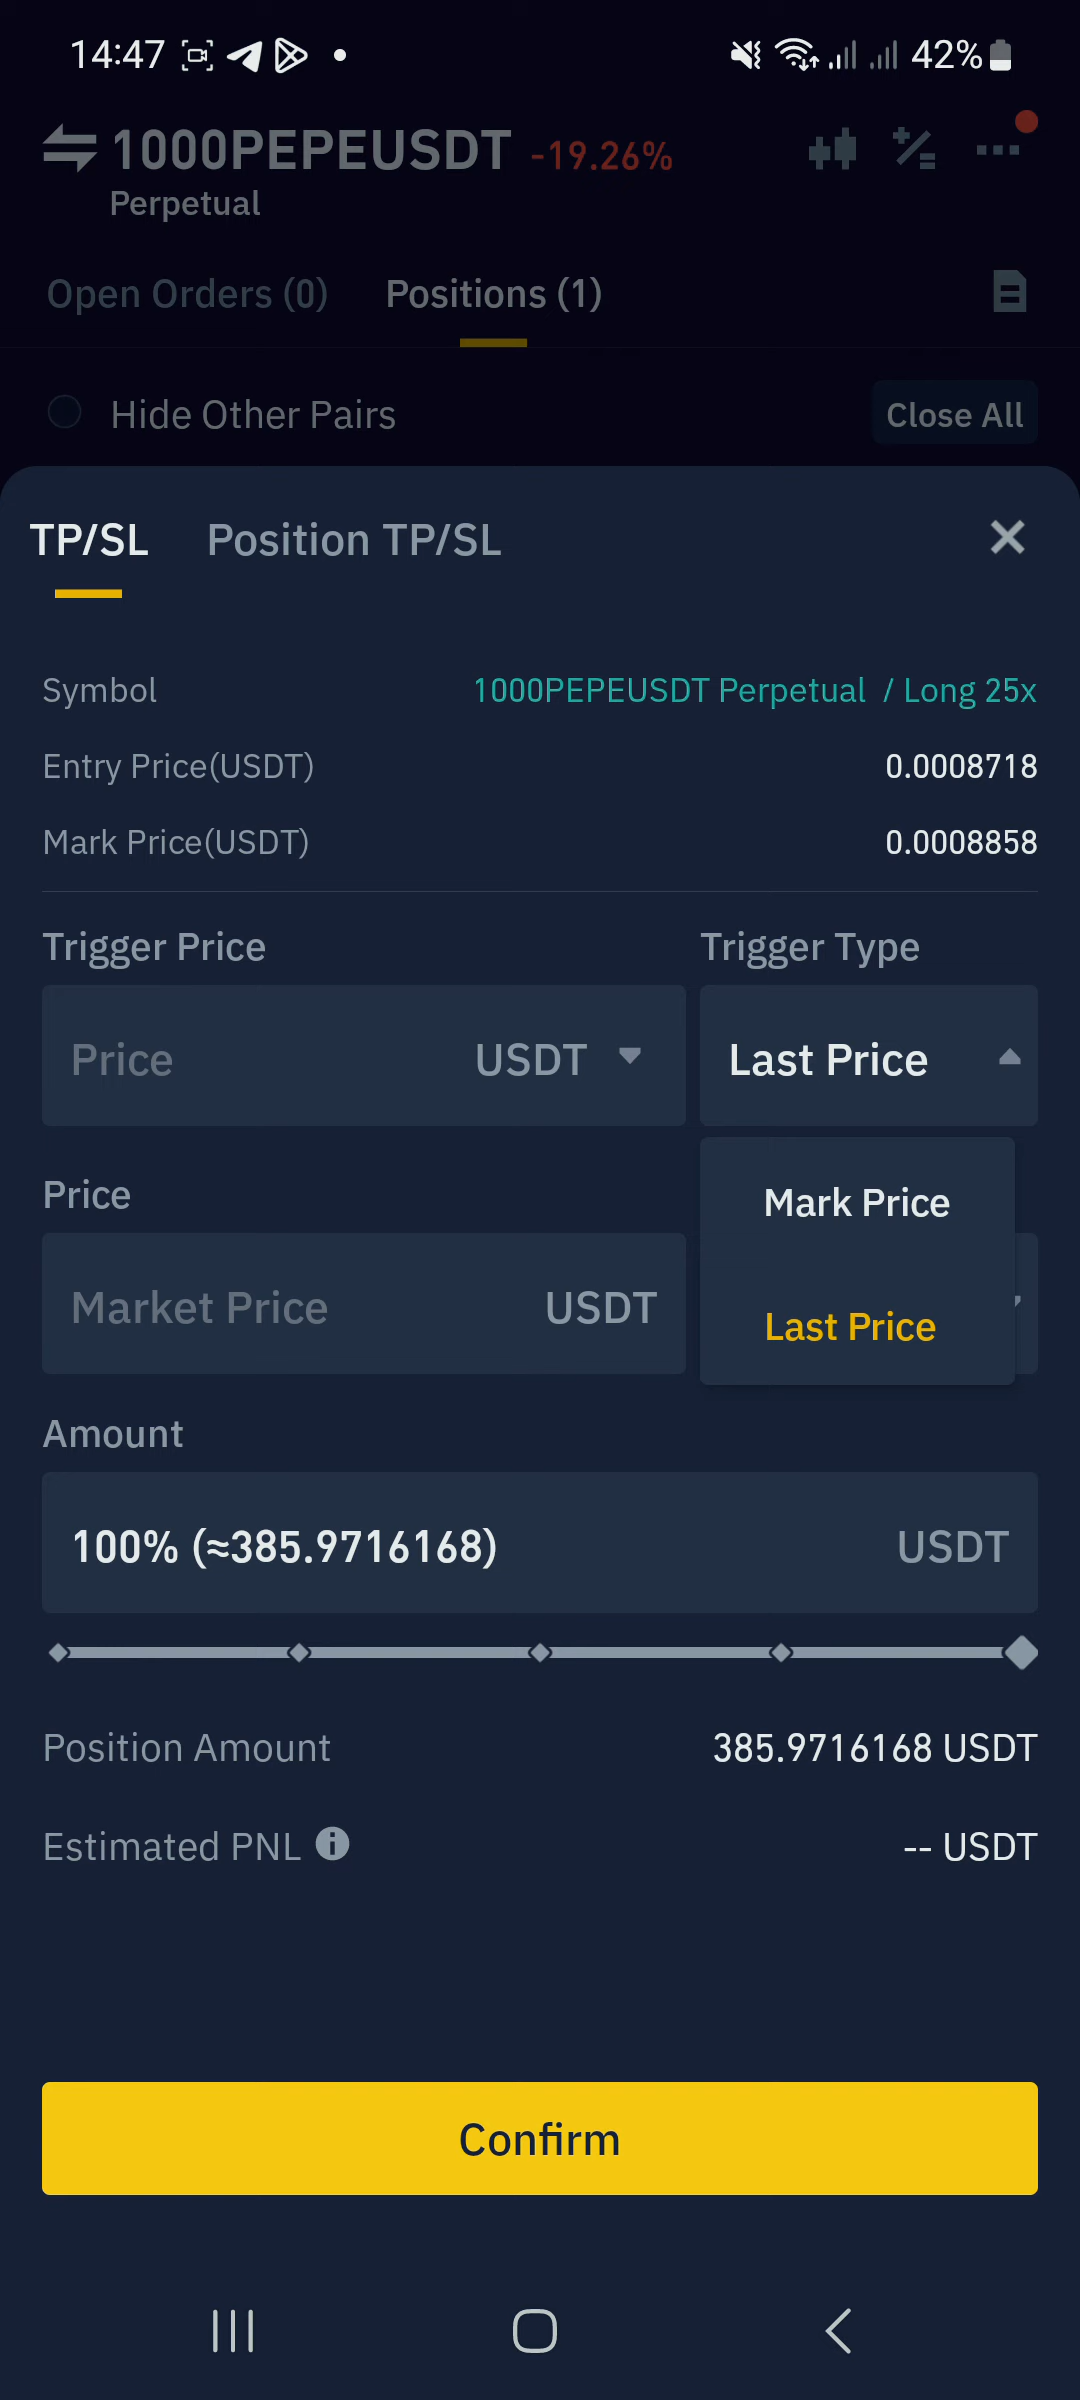 14:47 42%
1000PEPEUSDT -19.26%
Perpetual
Open Orders (0) Positions (1)
Hide Other Pairs Close All
TP/SL Position TP/SL
Symbol 1000PEPEUSDT Perpetual / Long 25x
Entry Price(USDT) 0.0008718
Mark Price(USDT) 0.0008858
Trigger Price Trigger Type
Price USDT Last Price
Price Mark Price
Market Price USDT Last Price
Amount
100% (≈385.9716168) USDT
Position Amount 385.9716168 USDT
Estimated PNL -- USDT
Confirm